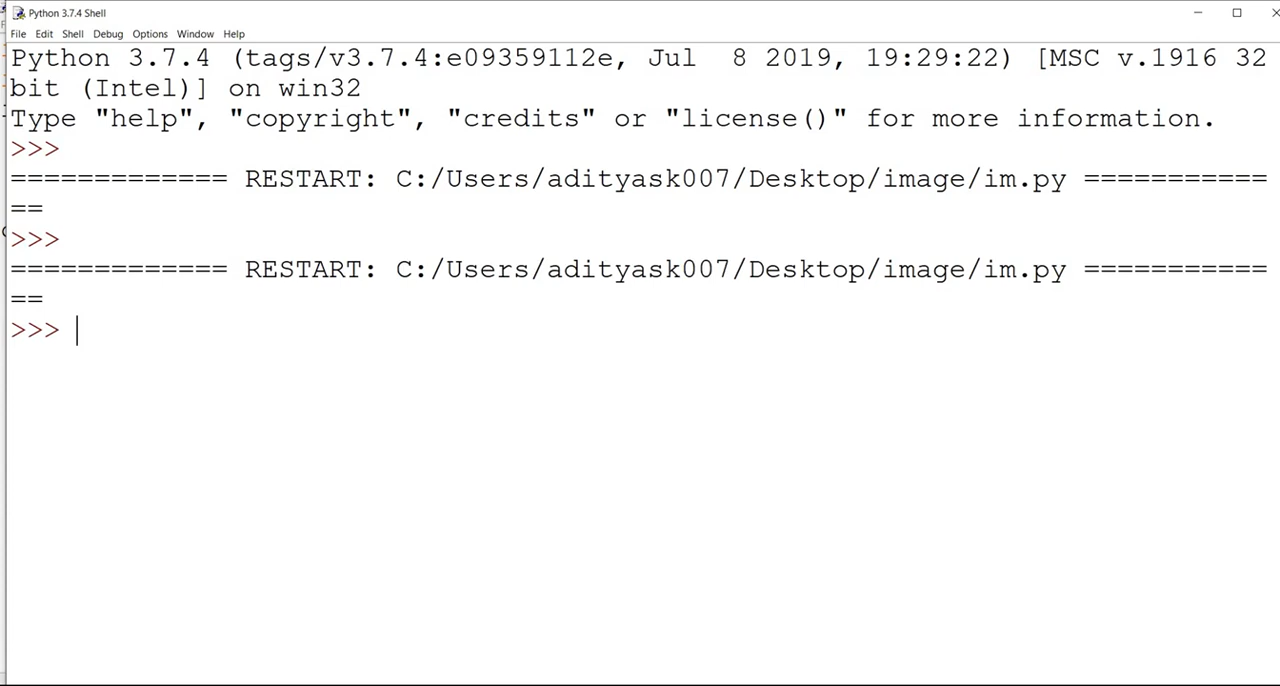 Python 3.7.4 Shell
File Edit Shell Debug Options Window Help
Python 3.7.4 (tags/v3.7.4:e09359112e, Jul  8 2019, 19:29:22) [MSC v.1916 32
bit (Intel)] on win32
Type "help", "copyright", "credits" or "license()" for more information.
>>>
============= RESTART: C:/Users/adityask007/Desktop/image/im.py ===========
==
>>>
============= RESTART: C:/Users/adityask007/Desktop/image/im.py ===========
==
>>>